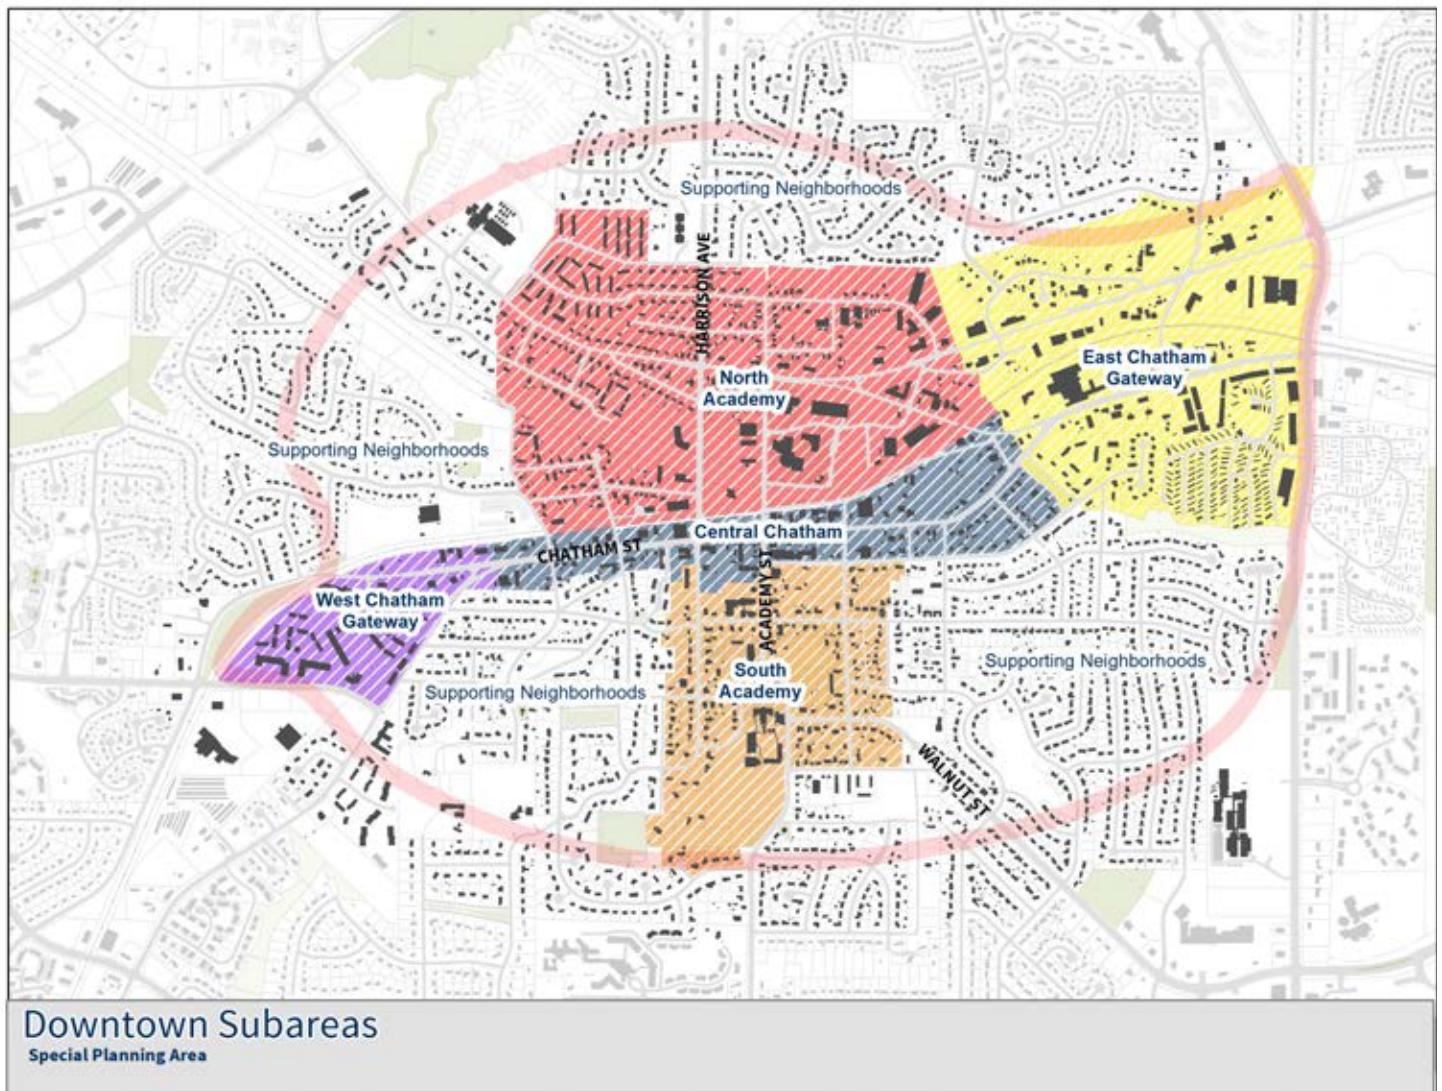 Supporting Neighborhoods
HARRISON AVE
North
Academy
East Chatham
Gateway
Supporting Neighborhoods
Central Chatham
CHATHAM ST
ACADEMY ST
West Chatham
Gateway
South
Academy
Supporting Neighborhoods
Supporting Neighborhoods
WALNUT ST
Downtown Subareas
Special Planning Area